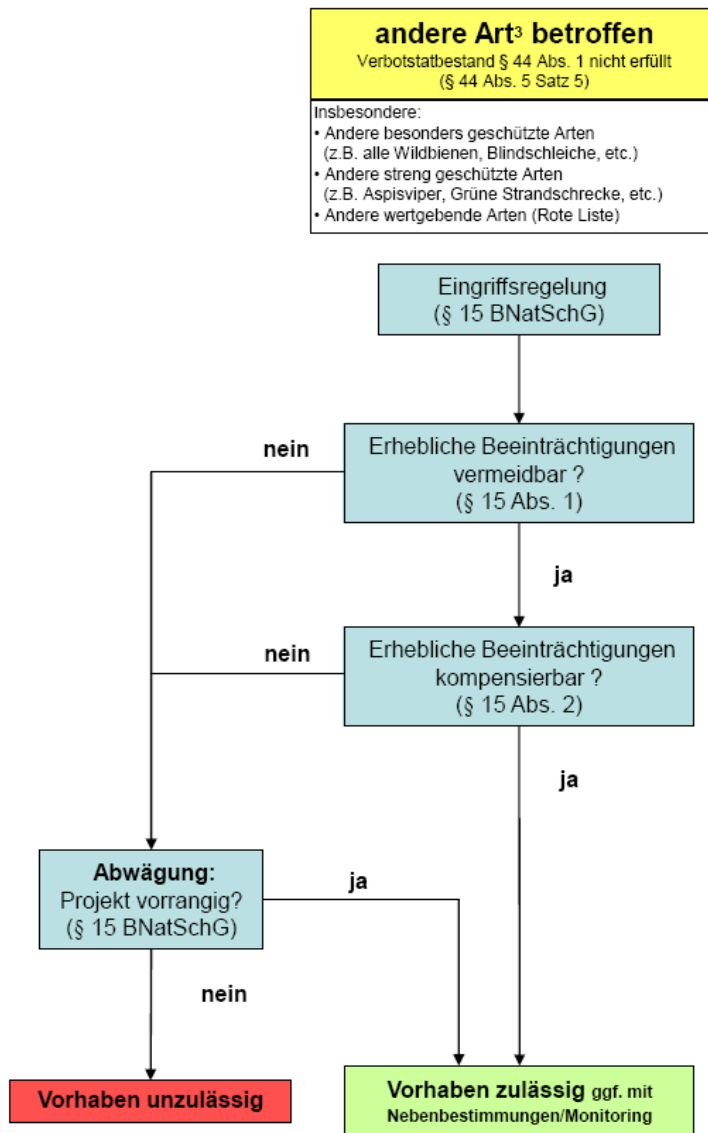 andere Art³ betroffen
Verbotstatbestand § 44 Abs. 1 nicht erfüllt
(§ 44 Abs. 5 Satz 5)
Insbesondere:
• Andere besonders geschützte Arten
(z.B. alle Wildbienen, Blindschleiche, etc.)
• Andere streng geschützte Arten
(z.B. Aspisviper, Grüne Strandschrecke, etc.)
• Andere wertgebende Arten (Rote Liste)
Eingriffsregelung
(§ 15 BNatSchG)
nein
Erhebliche Beeinträchtigungen
vermeidbar ?
(§ 15 Abs. 1)
ja
nein
Erhebliche Beeinträchtigungen
kompensierbar ?
(§ 15 Abs. 2)
ja
Abwägung:
Projekt vorrangig?
(§ 15 BNatSchG)
ja
nein
Vorhaben unzulässig
Vorhaben zulässig ggf. mit
Nebenbestimmungen/Monitoring